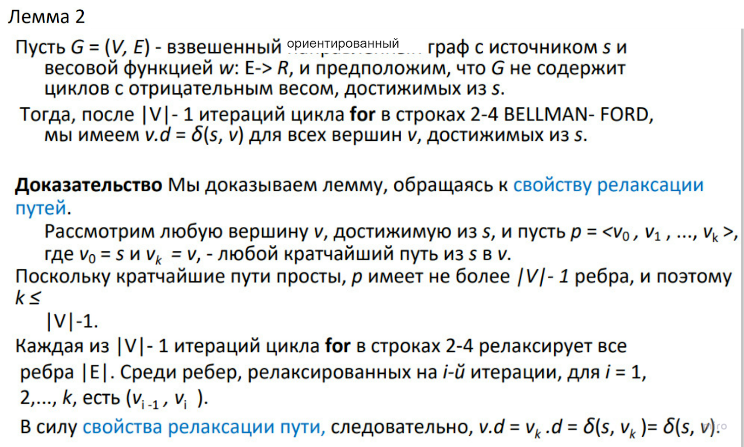 Лемма 2
Пусть G = (V, E) - взвешенный ориентированный граф с источником s и
весовой функцией w: E-> R, и предположим, что G не содержит
циклов с отрицательным весом, достижимых из s.
Тогда, после |V|- 1 итераций цикла for в строках 2-4 BELLMAN- FORD,
мы имеем v.d = δ(s, v) для всех вершин v, достижимых из s.
Доказательство Мы доказываем лемму, обращаясь к свойству релаксации
путей.
Рассмотрим любую вершину v, достижимую из s, и пусть p = <v₀ , v₁ , ..., vₖ >,
где v₀ = s и vₖ = v, - любой кратчайший путь из s в v.
Поскольку кратчайшие пути просты, p имеет не более |V|- 1 ребра, и поэтому
k ≤
|V|-1.
Каждая из |V|- 1 итераций цикла for в строках 2-4 релаксирует все
ребра |E|. Среди ребер, релаксированных на i-й итерации, для i = 1,
2,..., k, есть (vᵢ ₋₁ , vᵢ ).
В силу свойства релаксации пути, следовательно, v.d = vₖ .d = δ(s, vₖ )= δ(s, v).